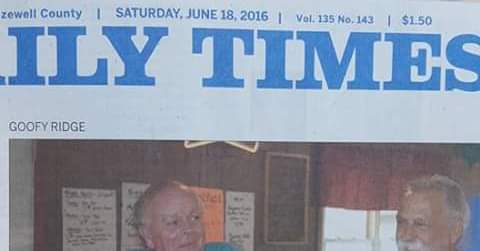 zewell County | SATURDAY, JUNE 18, 2016 | Vol. 135 No. 143 | $1.50
ILY TIMES
GOOFY RIDGE